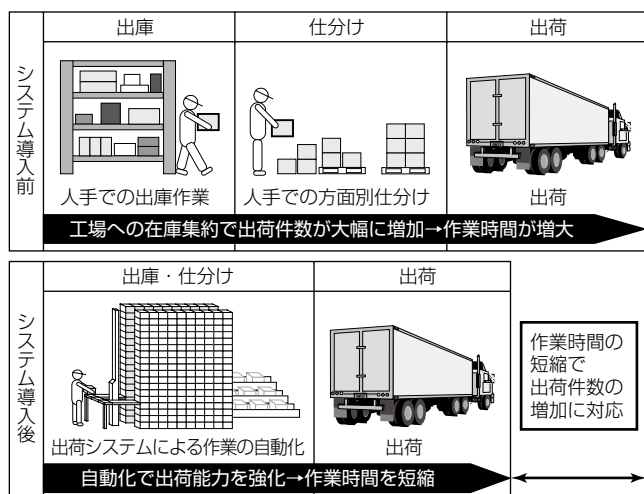 出庫
仕分け
出荷
システム導入前
人手での出庫作業
人手での方面別仕分け
出荷
工場への在庫集約で出荷件数が大幅に増加→作業時間が増大
出庫・仕分け
出荷
システム導入後
出荷システムによる作業の自動化
出荷
作業時間の
短縮で
出荷件数の
増加に対応
自動化で出荷能力を強化→作業時間を短縮